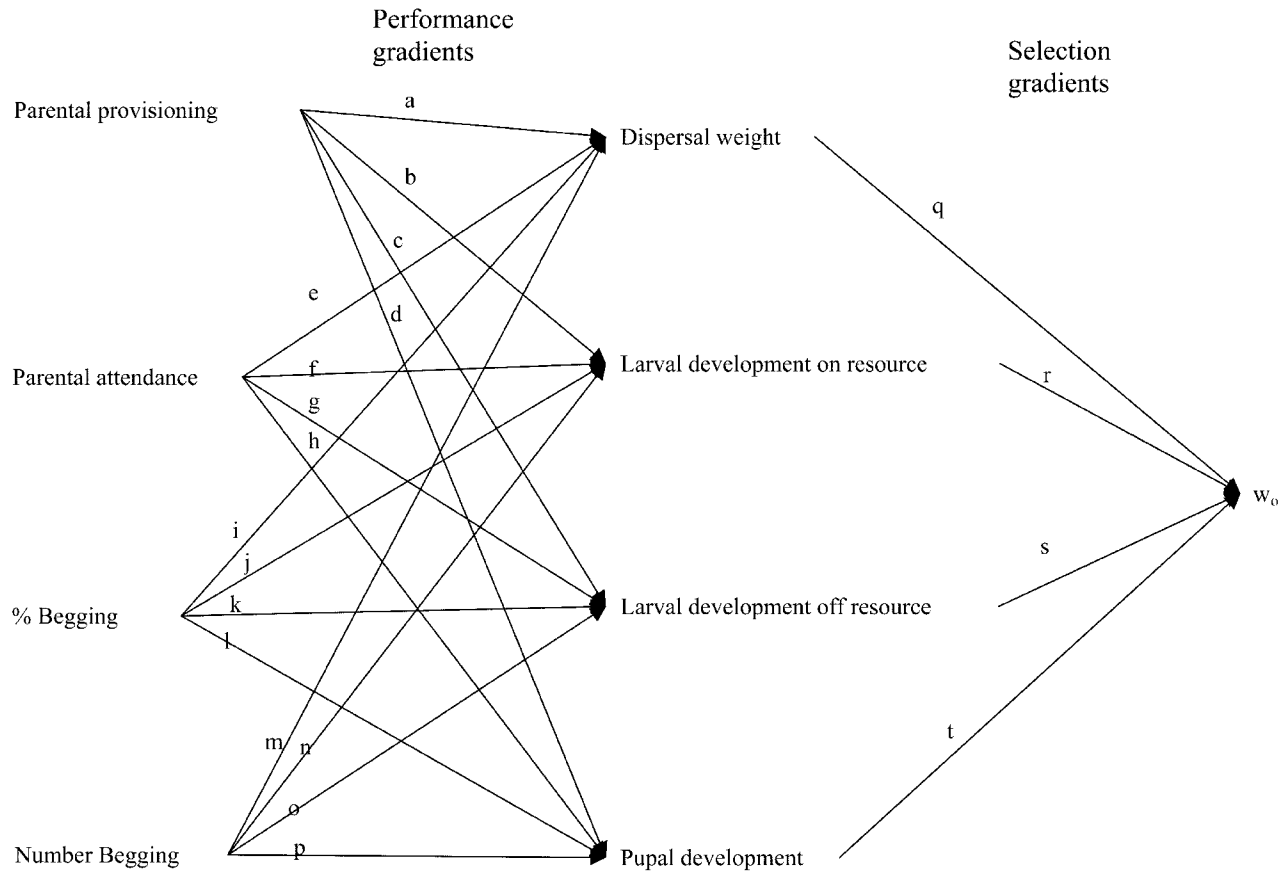 Performance
gradients
Selection
gradients
Parental provisioning
a
Dispersal weight
b
q
c
e
d
Parental attendance
f
Larval development on resource
r
g
h
w₀
i
j
s
% Begging
k
Larval development off resource
l
t
m
n
o
Number Begging
p
Pupal development